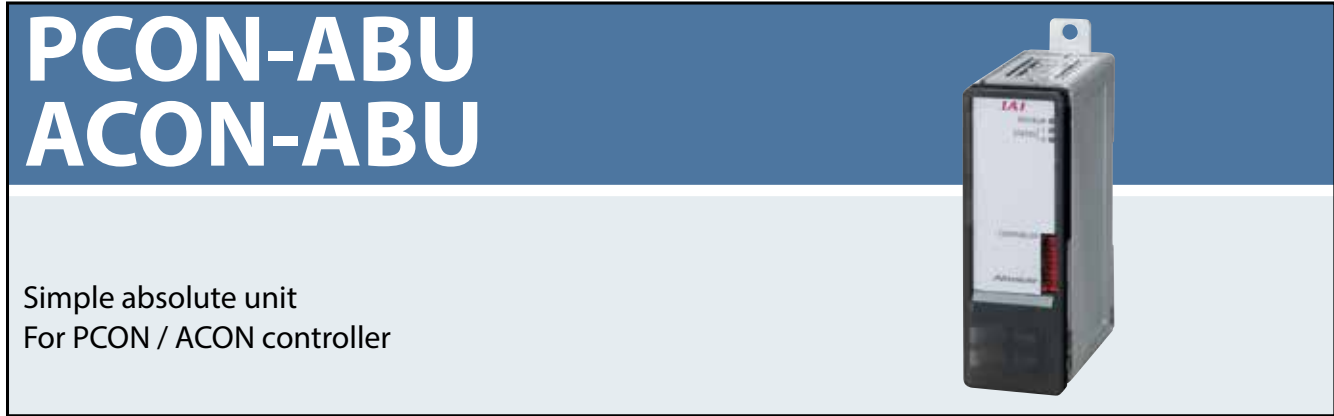 PCON-ABU
ACON-ABU
Simple absolute unit
For PCON / ACON controller
IAI